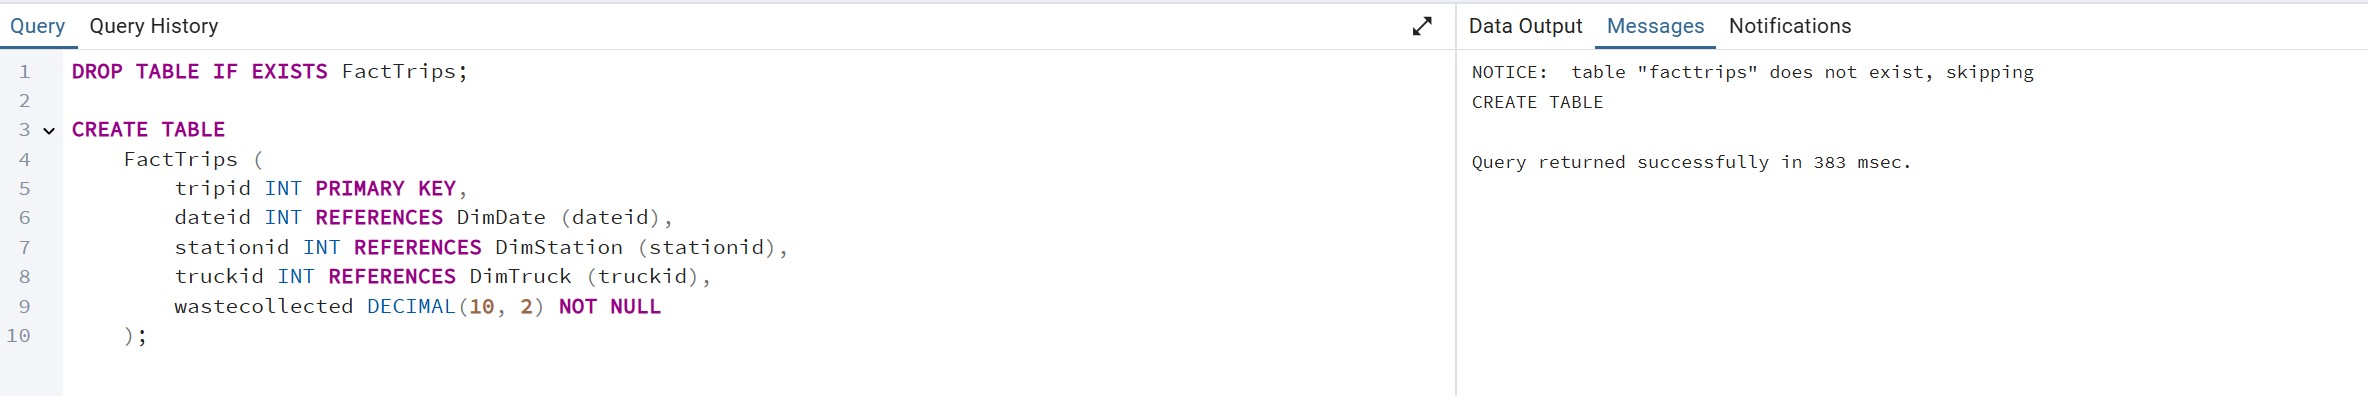 Query Query History
1 DROP TABLE IF EXISTS FactTrips;
2
3 CREATE TABLE
4 FactTrips (
5 tripid INT PRIMARY KEY,
6 dateid INT REFERENCES DimDate (dateid),
7 stationid INT REFERENCES DimStation (stationid),
8 truckid INT REFERENCES DimTruck (truckid),
9 wastecollected DECIMAL(10, 2) NOT NULL
10 );
Data Output Messages Notifications
NOTICE:  table "facttrips" does not exist, skipping
CREATE TABLE
Query returned successfully in 383 msec.